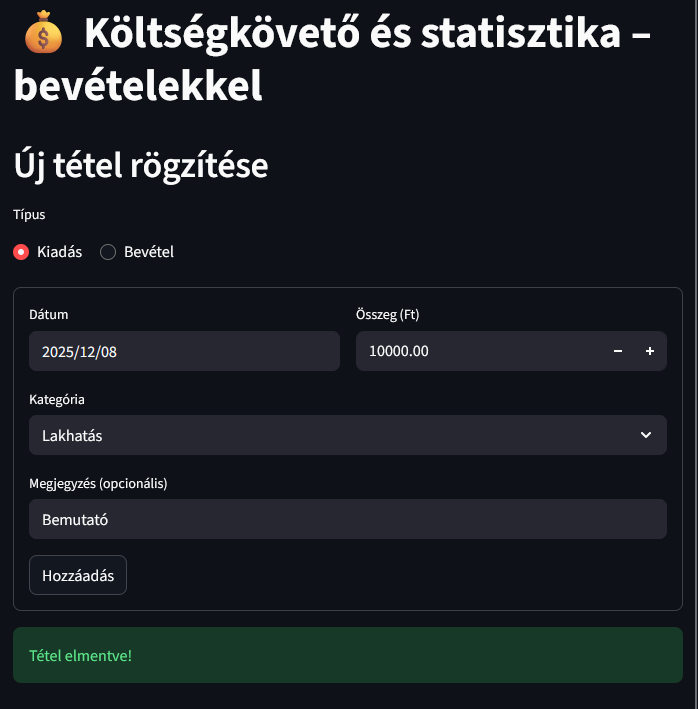 Költségkövető és statisztika –
bevételekkel
Új tétel rögzítése
Típus
Kiadás Bevétel
Dátum Összeg (Ft)
2025/12/08 10000.00 − +
Kategória
Lakhatás
Megjegyzés (opcionális)
Bemutató
Hozzáadás
Tétel elmentve!